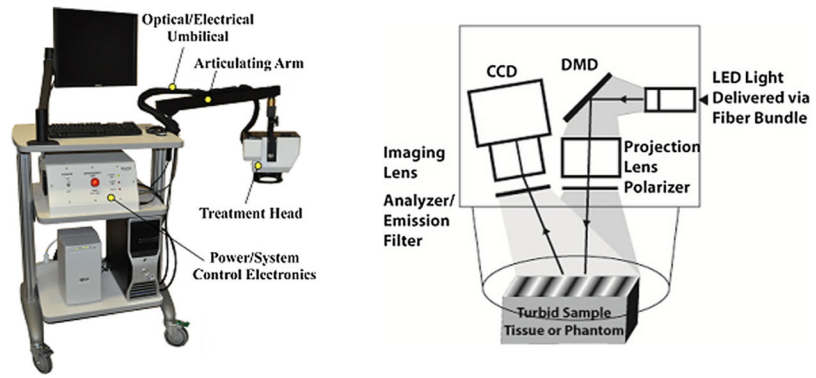 Optical/Electrical
Umbilical
Articulating Arm
Treatment Head
Power/System
Control Electronics
CCD
DMD
LED Light
Delivered via
Fiber Bundle
Imaging
Lens
Projection
Lens
Polarizer
Analyzer/
Emission
Filter
Turbid Sample
Tissue or Phantom